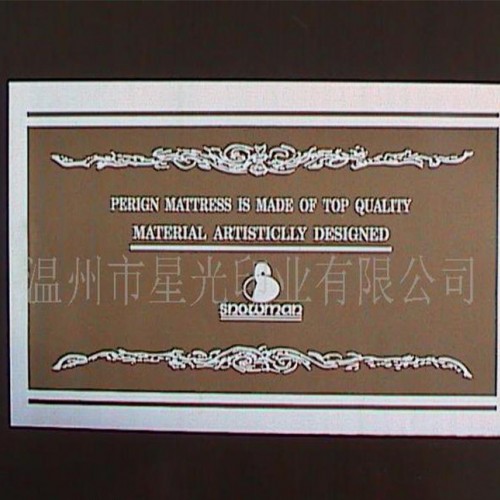 PERIGN MATTRESS IS MADE OF TOP QUALITY
MATERIAL ARTISTICLLY DESIGNED
温州市星光印业有限公司
snowman